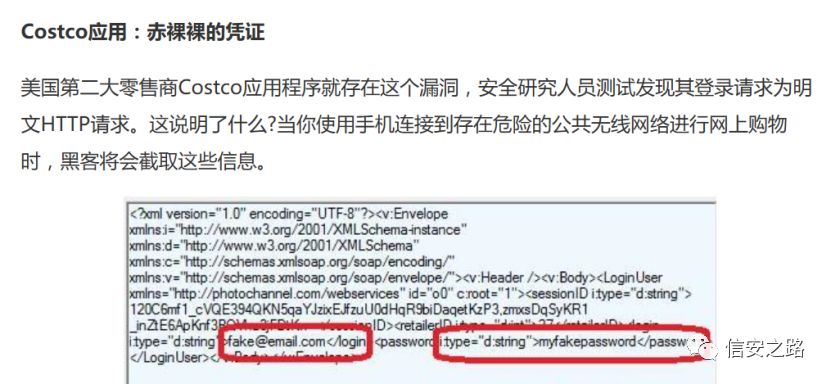 Costco应用：赤裸裸的凭证
美国第二大零售商Costco应用程序就存在这个漏洞，安全研究人员测试发现其登录请求为明
文HTTP请求。这说明了什么?当你使用手机连接到存在危险的公共无线网络进行网上购物
时，黑客将会截取这些信息。
<?xml version="1.0" encoding="UTF-8"?><v:Envelope
xmlns:i="http://www.w3.org/2001/XMLSchema-instance"
xmlns:d="http://www.w3.org/2001/XMLSchema"
xmlns:c="http://schemas.xmlsoap.org/soap/encoding/"
xmlns:v="http://schemas.xmlsoap.org/soap/envelope/"><v:Header /><v:Body><LoginUser
xmlns="http://photochannel.com/webservices" id="o0" c:root="1"><sessionID i:type="d:string">
120C6mf1_cVQE394QKN5qaYJzixEJfzuU0dHqR9biDaqetKzP3,zmxsDqSyKR1
i:type="d:string">fake@email.com</login <password i:type="d:string">myfakepassword</passw
</LoginUser></v:Body></v:Envelope>
信安之路